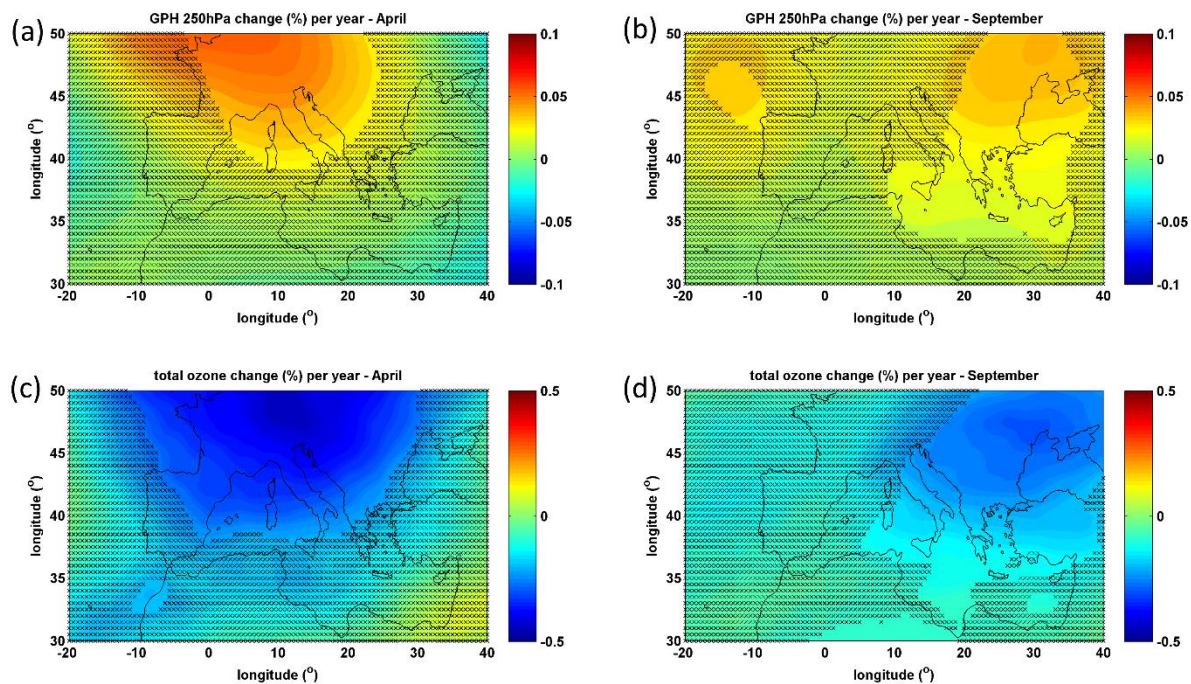 GPH 250hPa change (%) per year - April
(a)
50
45
40
35
30
longitude (°)
-20 -10 0 10 20 30 40
longitude (°)
0.1
0.05
0
-0.05
-0.1
GPH 250hPa change (%) per year - September
(b)
50
45
40
35
30
longitude (°)
-20 -10 0 10 20 30 40
longitude (°)
0.1
0.05
0
-0.05
-0.1
total ozone change (%) per year - April
(c)
50
45
40
35
30
longitude (°)
-20 -10 0 10 20 30 40
longitude (°)
0.5
0
-0.5
total ozone change (%) per year - September
(d)
50
45
40
35
30
longitude (°)
-20 -10 0 10 20 30 40
longitude (°)
0.5
0
-0.5